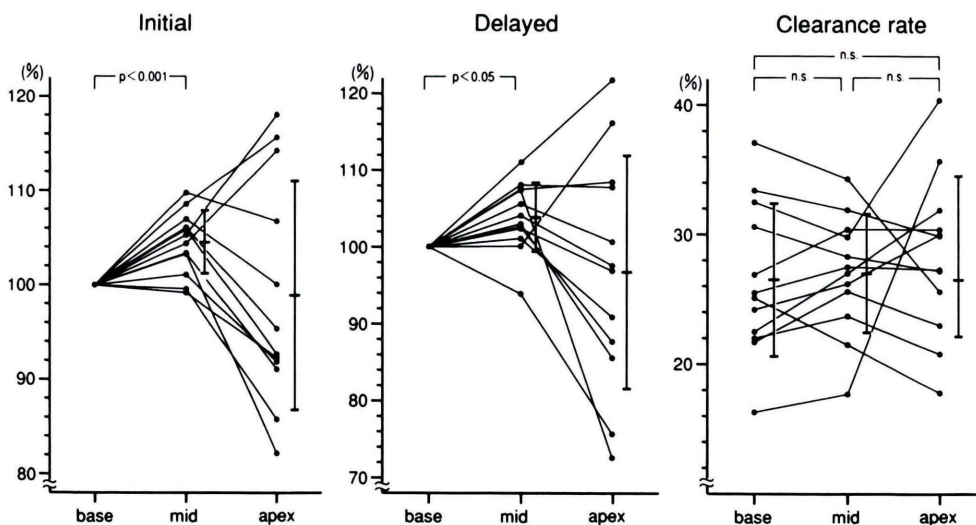 Initial
(%)
p<0.001
120
110
100
90
80
base mid apex
Delayed
(%)
p<0.05
120
110
100
90
80
70
base mid apex
Clearance rate
n.s.
(%)
n.s n.s.
40
30
20
base mid apex